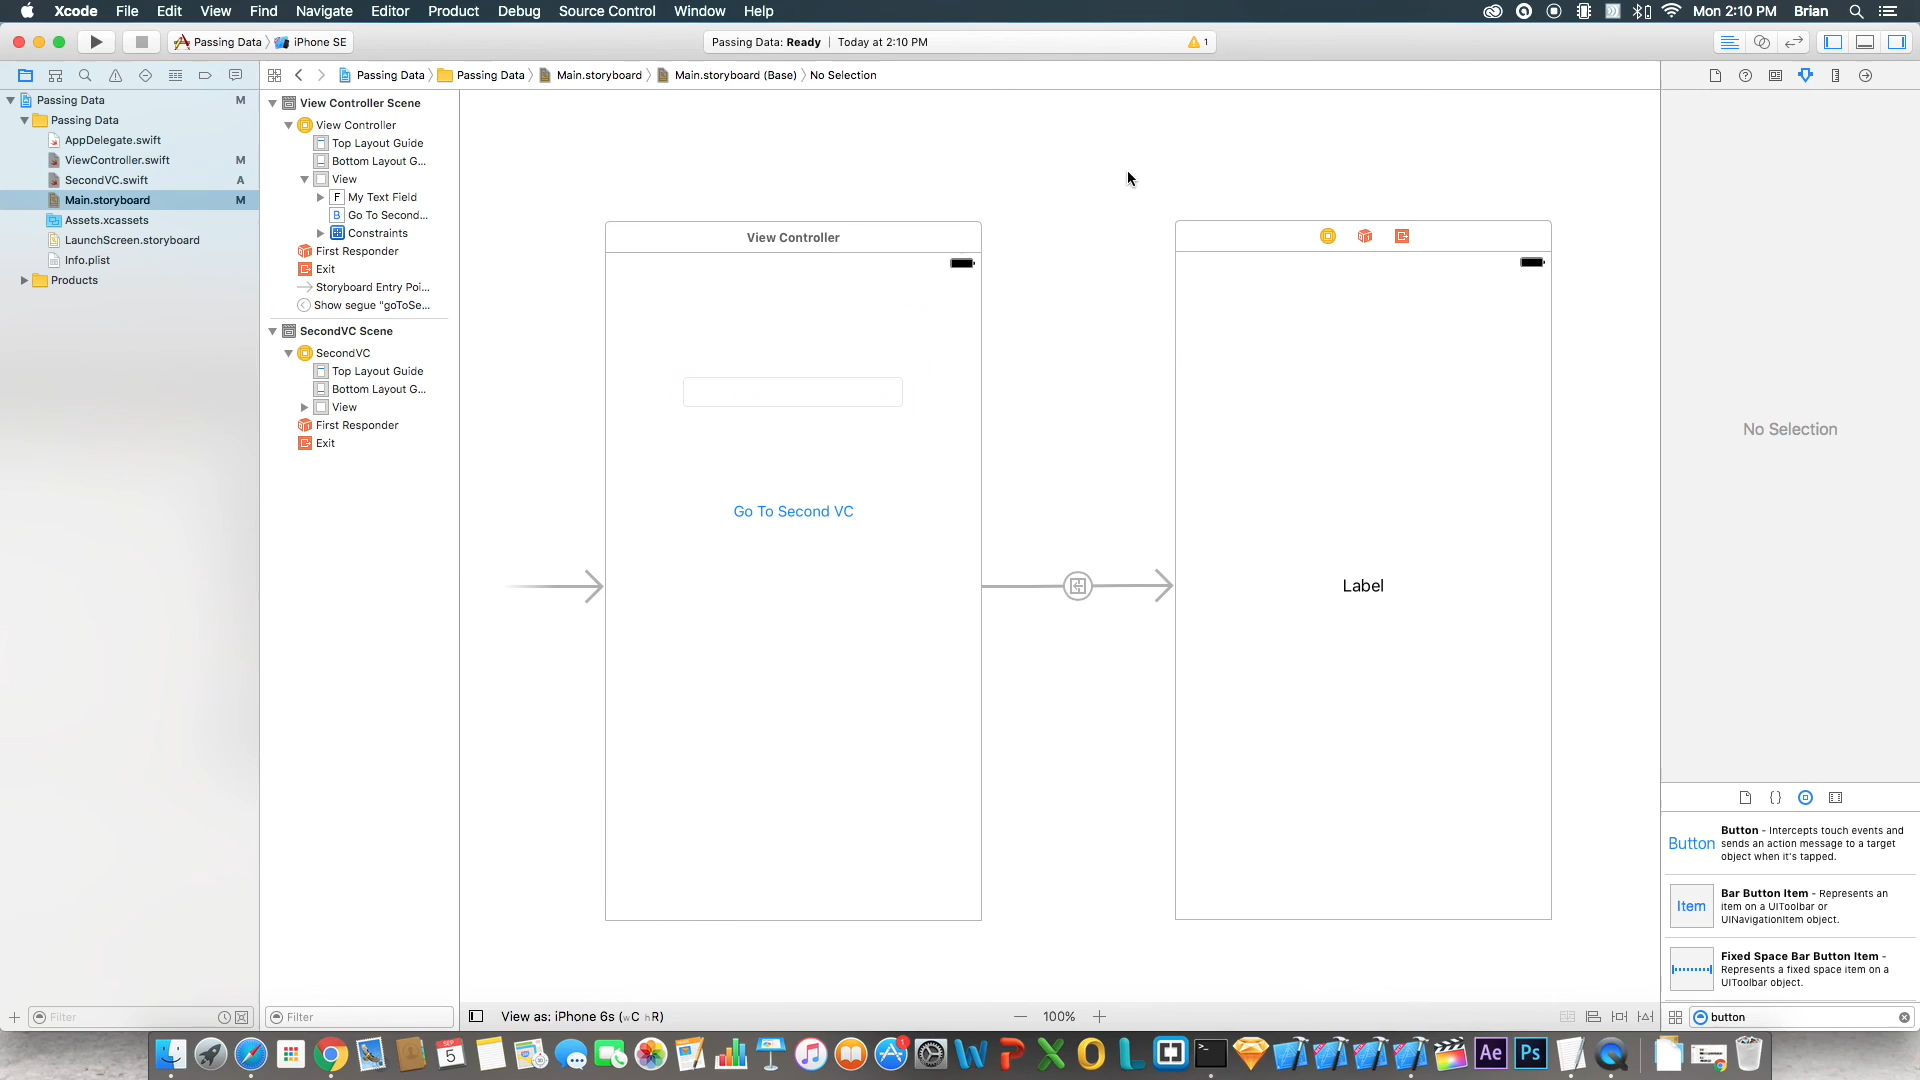 Xcode File Edit View Find Navigate Editor Product Debug Source Control Window Help Mon 2:10 PM Brian
Passing Data iPhone SE Passing Data: Ready | Today at 2:10 PM 1
Passing Data Passing Data Main.storyboard Main.storyboard (Base) No Selection
Passing Data M
Passing Data
AppDelegate.swift
ViewController.swift M
SecondVC.swift A
Main.storyboard M
Assets.xcassets
LaunchScreen.storyboard
Info.plist
Products
View Controller Scene
View Controller
Top Layout Guide
Bottom Layout G...
View
F My Text Field
B Go To Second...
Constraints
First Responder
Exit
Storyboard Entry Poi...
Show segue "goToSe...
SecondVC Scene
SecondVC
Top Layout Guide
Bottom Layout G...
View
First Responder
Exit
View Controller
Go To Second VC
Label
No Selection
Button
Button - Intercepts touch events and
sends an action message to a target
object when it's tapped.
Item
Bar Button Item - Represents an
item on a UIToolbar or
UINavigationItem object.
Fixed Space Bar Button Item -
Represents a fixed space item on a
UIToolbar object.
Filter
Filter
View as: iPhone 6s (wC hR)
100%
button
SEP
5
1
Ae
Ps